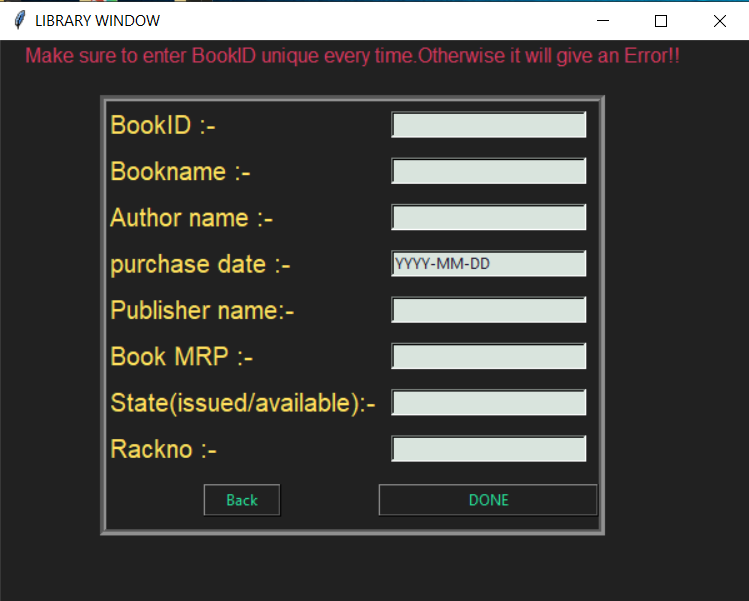 LIBRARY WINDOW
Make sure to enter BookID unique every time.Otherwise it will give an Error!!
BookID :-
Bookname :-
Author name :-
purchase date :- YYYY-MM-DD
Publisher name:-
Book MRP :-
State(issued/available):-
Rackno :-
Back DONE